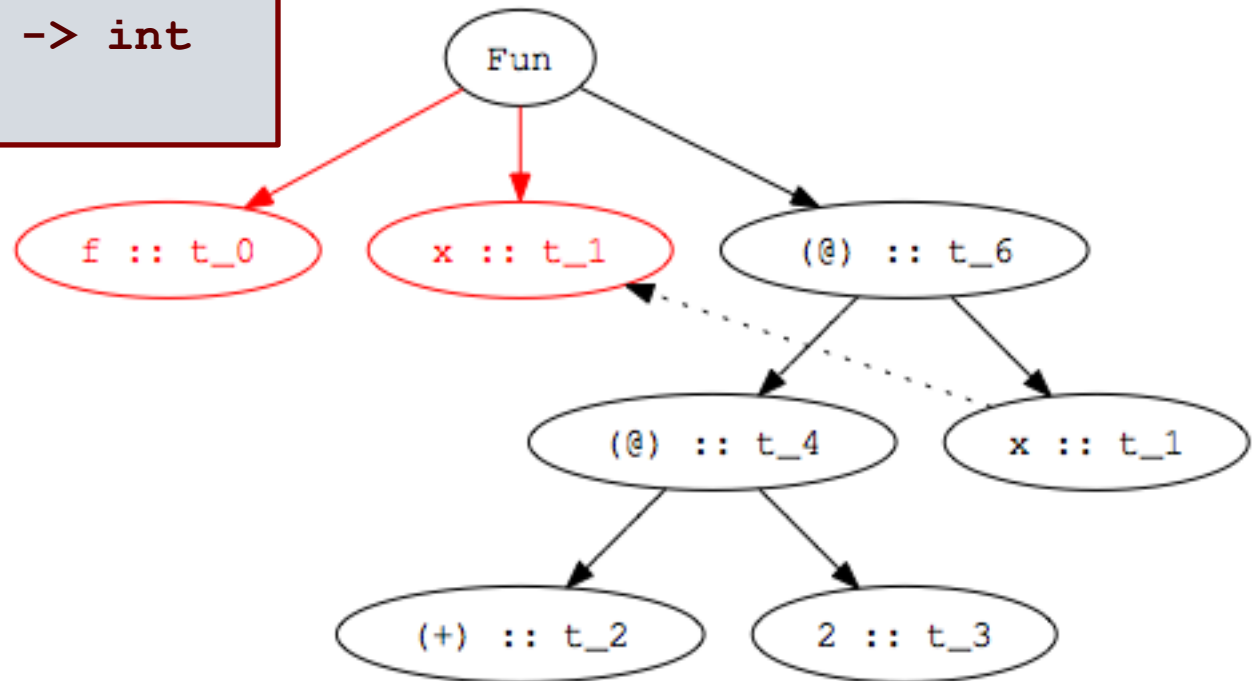 -> int
Fun
f :: t_0
x :: t_1
(@) :: t_6
(@) :: t_4
x :: t_1
(+) :: t_2
2 :: t_3